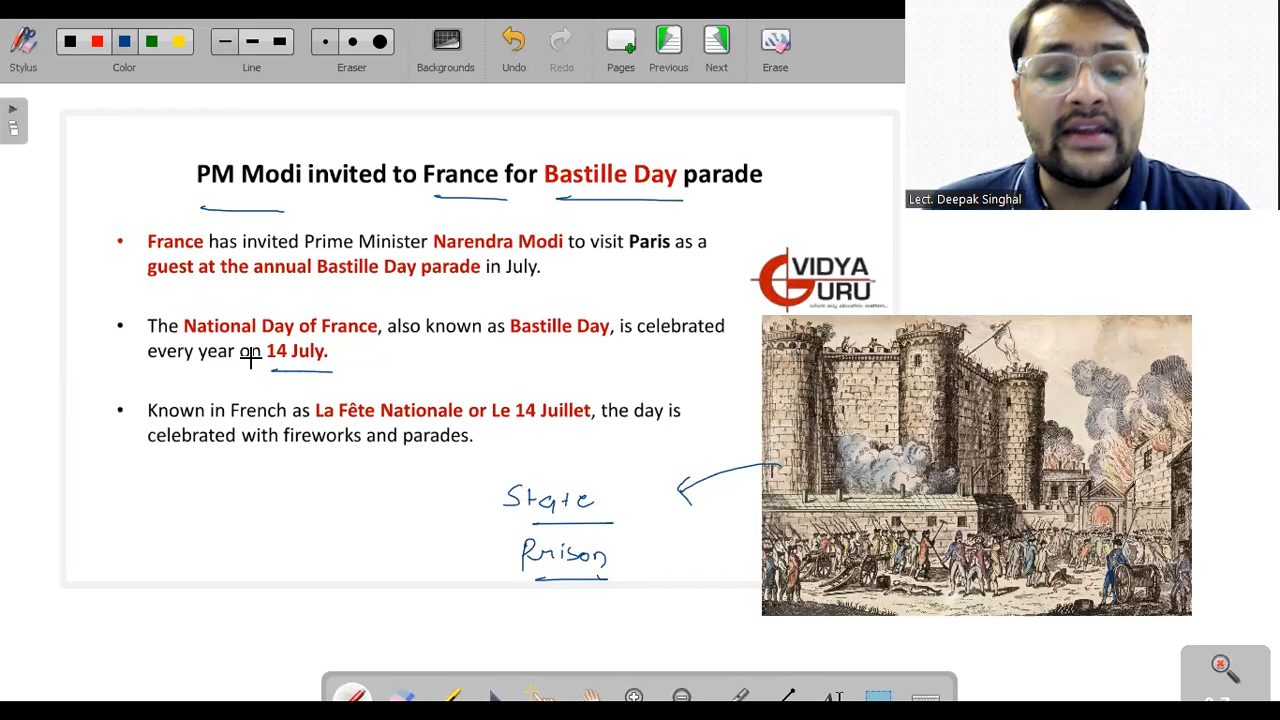 Stylus
Color
Line
Eraser
Backgrounds
Undo
Redo
Pages
Previous
Next
Erase
Lect. Deepak Singhal
PM Modi invited to France for Bastille Day parade
• France has invited Prime Minister Narendra Modi to visit Paris as a
guest at the annual Bastille Day parade in July.
VIDYA
GURU
• The National Day of France, also known as Bastille Day, is celebrated
every year on 14 July.
• Known in French as La Fête Nationale or Le 14 Juillet, the day is
celebrated with fireworks and parades.
State
Prison